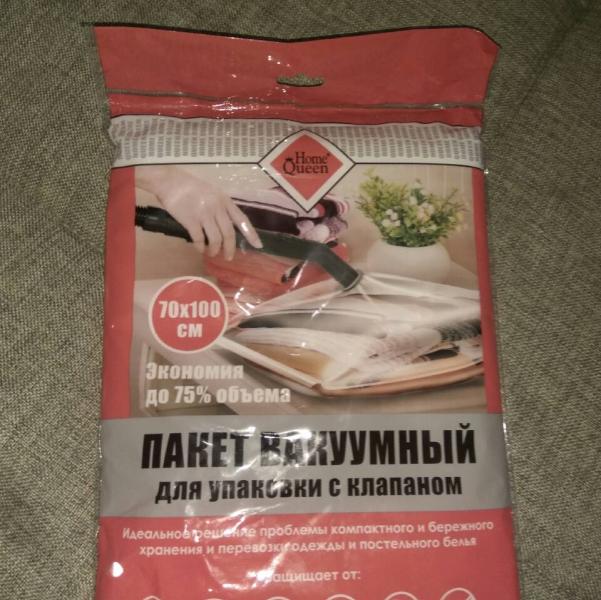 Home
Queen
70x100
см
Экономия
до 75% объема
ПАКЕТ ВАКУУМНЫЙ
для упаковки с клапаном
Идеальное решение проблемы компактного и бережного
хранения и перевозки одежды и постельного белья
Защищает от: